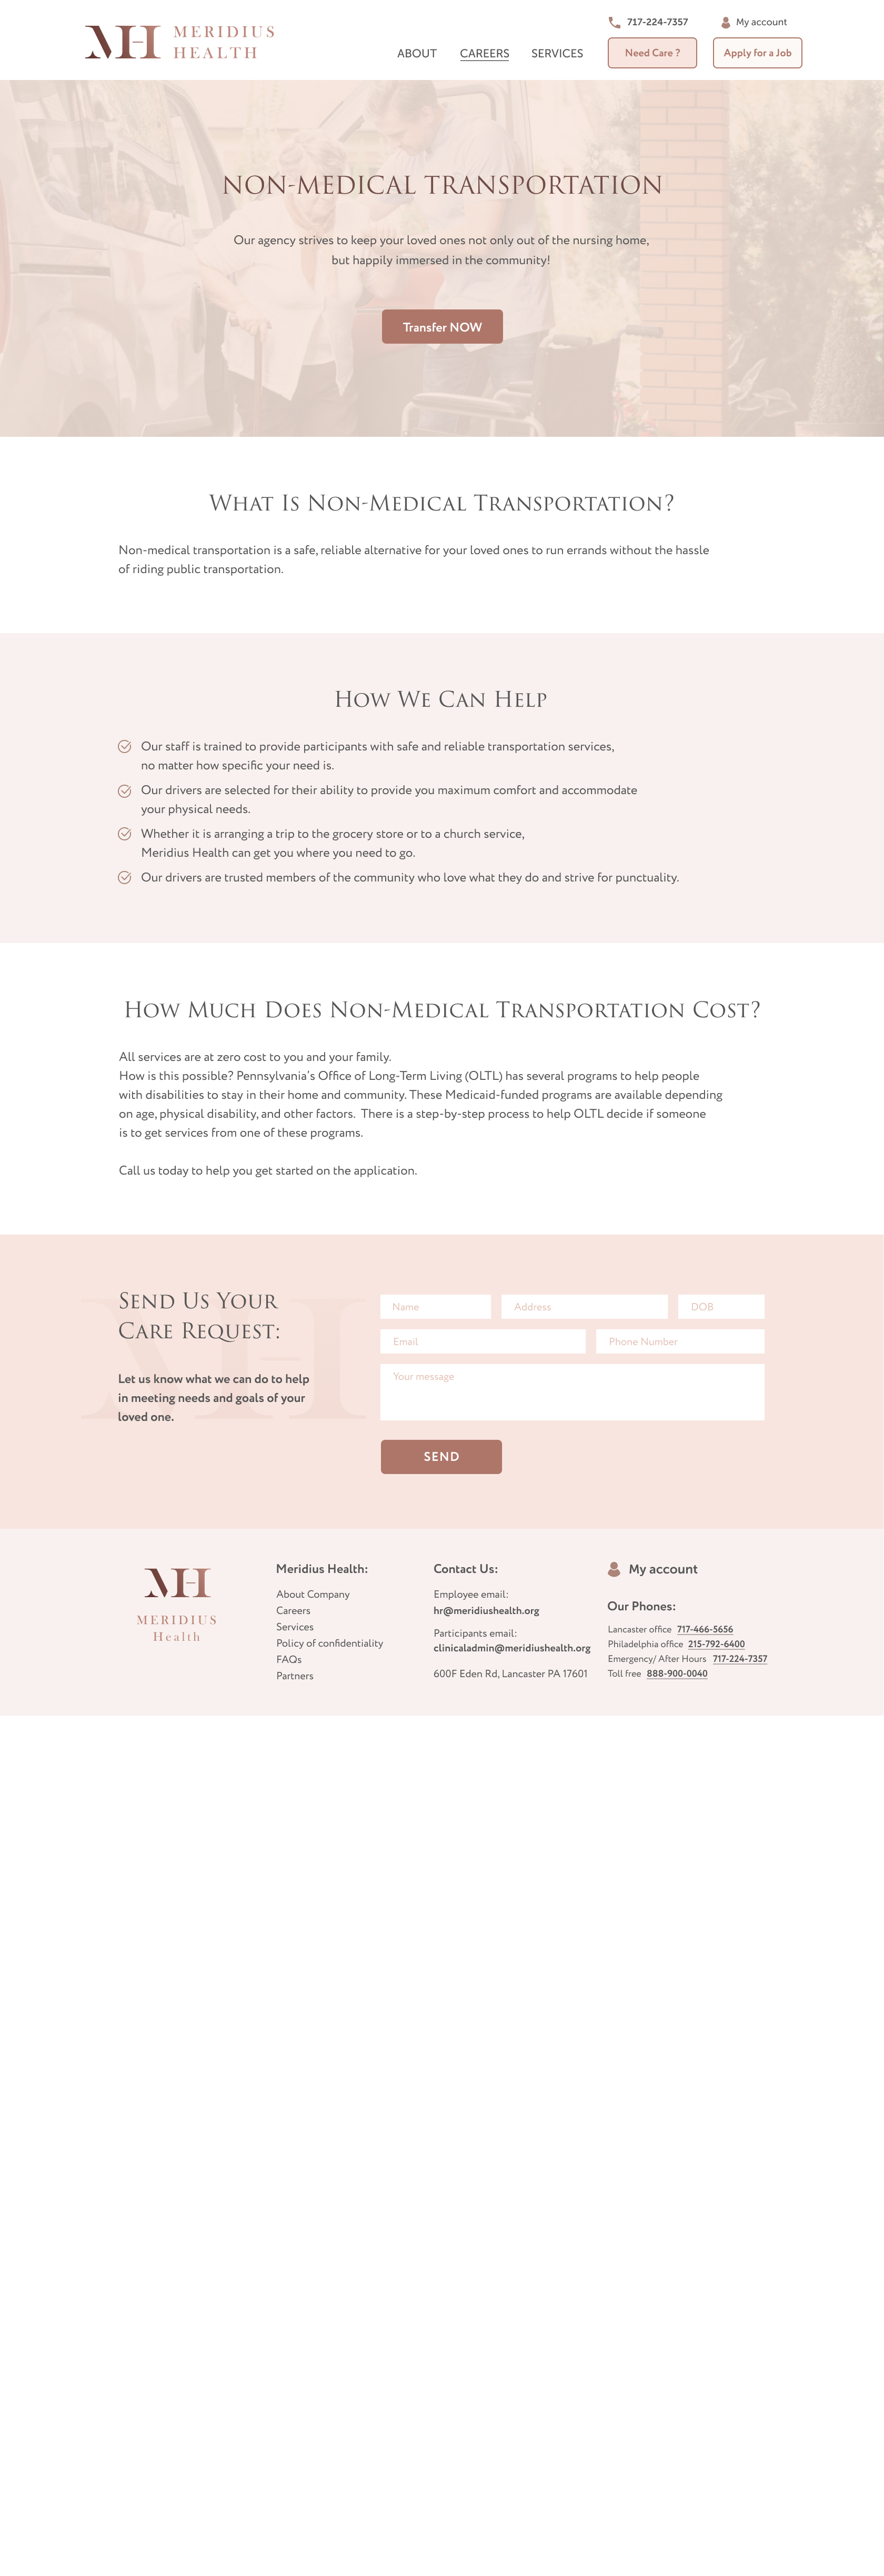 717-224-7357
My account
MERIDIUS
HEALTH
ABOUT
CAREERS
SERVICES
Need Care ?
Apply for a Job
NON-MEDICAL TRANSPORTATION
Our agency strives to keep your loved ones not only out of the nursing home,
but happily immersed in the community!
Transfer NOW
What Is Non-Medical Transportation?
Non-medical transportation is a safe, reliable alternative for your loved ones to run errands without the hassle
of riding public transportation.
How We Can Help
Our staff is trained to provide participants with safe and reliable transportation services,
no matter how specific your need is.
Our drivers are selected for their ability to provide you maximum comfort and accommodate
your physical needs.
Whether it is arranging a trip to the grocery store or to a church service,
Meridius Health can get you where you need to go.
Our drivers are trusted members of the community who love what they do and strive for punctuality.
How Much Does Non-Medical Transportation Cost?
All services are at zero cost to you and your family.
How is this possible? Pennsylvania's Office of Long-Term Living (OLTL) has several programs to help people
with disabilities to stay in their home and community. These Medicaid-funded programs are available depending
on age, physical disability, and other factors. There is a step-by-step process to help OLTL decide if someone
is to get services from one of these programs.
Call us today to help you get started on the application.
Send Us Your
Care Request:
Let us know what we can do to help
in meeting needs and goals of your
loved one.
Name
Address
DOB
Email
Phone Number
Your message
SEND
MH
MERIDIUS
Health
Meridius Health:
About Company
Careers
Services
Policy of confidentiality
FAQs
Partners
Contact Us:
Employee email:
hr@meridiushealth.org
Participants email:
clinicaladmin@meridiushealth.org
600F Eden Rd, Lancaster PA 17601
My account
Our Phones:
Lancaster office 717-466-5656
Philadelphia office 215-792-6400
Emergency/ After Hours 717-224-7357
Toll free 888-900-0040